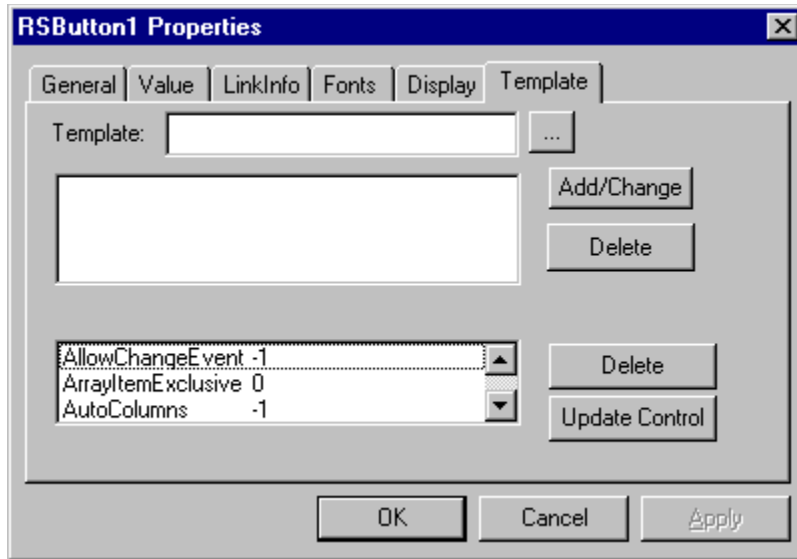 RSButton1 Properties
General Value LinkInfo Fonts Display Template
Template: ...
Add/Change
Delete
AllowChangeEvent -1
ArrayItemExclusive 0
AutoColumns -1
Delete
Update Control
OK Cancel Apply